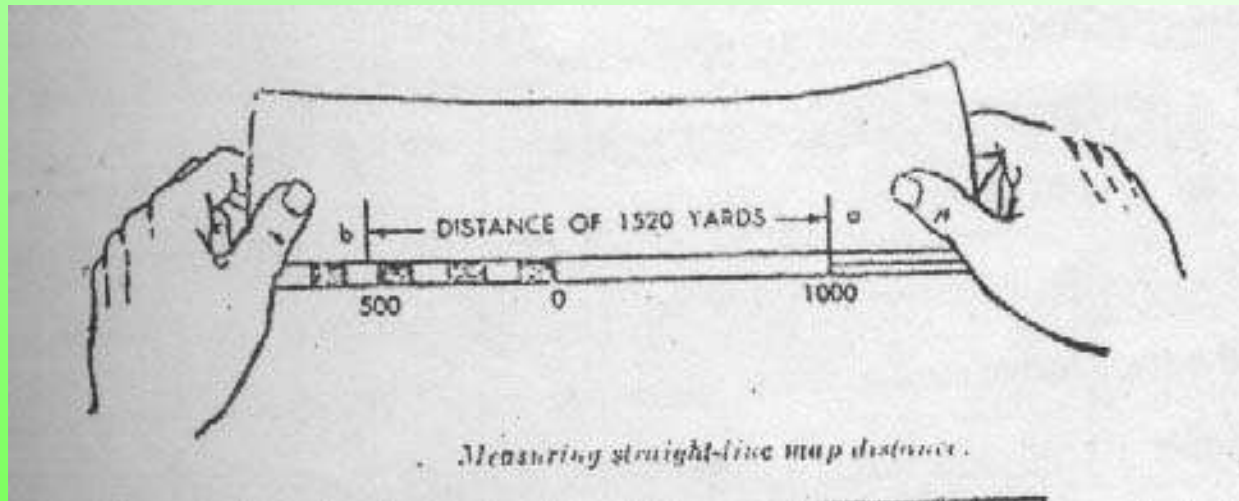 b DISTANCE OF 1520 YARDS a
500 0 1000
Measuring straight-line map distance.